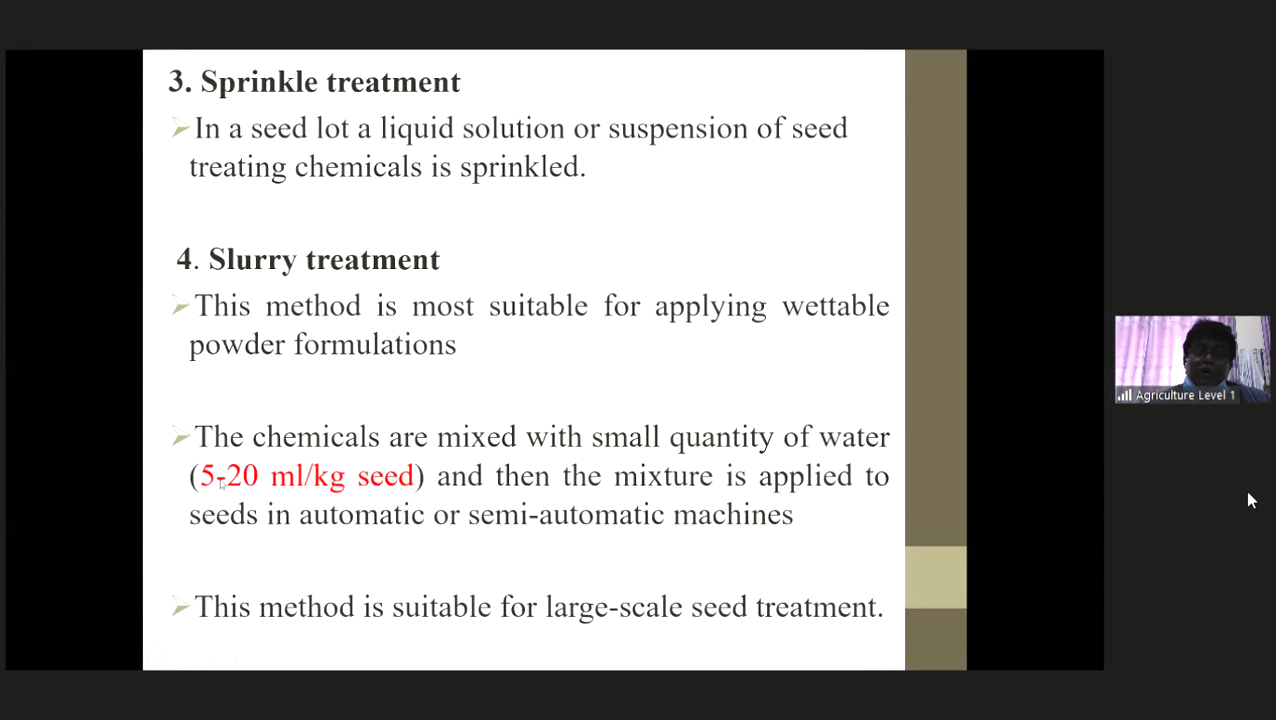 3. Sprinkle treatment
In a seed lot a liquid solution or suspension of seed
treating chemicals is sprinkled.
4. Slurry treatment
This method is most suitable for applying wettable
powder formulations
The chemicals are mixed with small quantity of water
(5-20 ml/kg seed) and then the mixture is applied to
seeds in automatic or semi-automatic machines
This method is suitable for large-scale seed treatment.
Agriculture Level 1